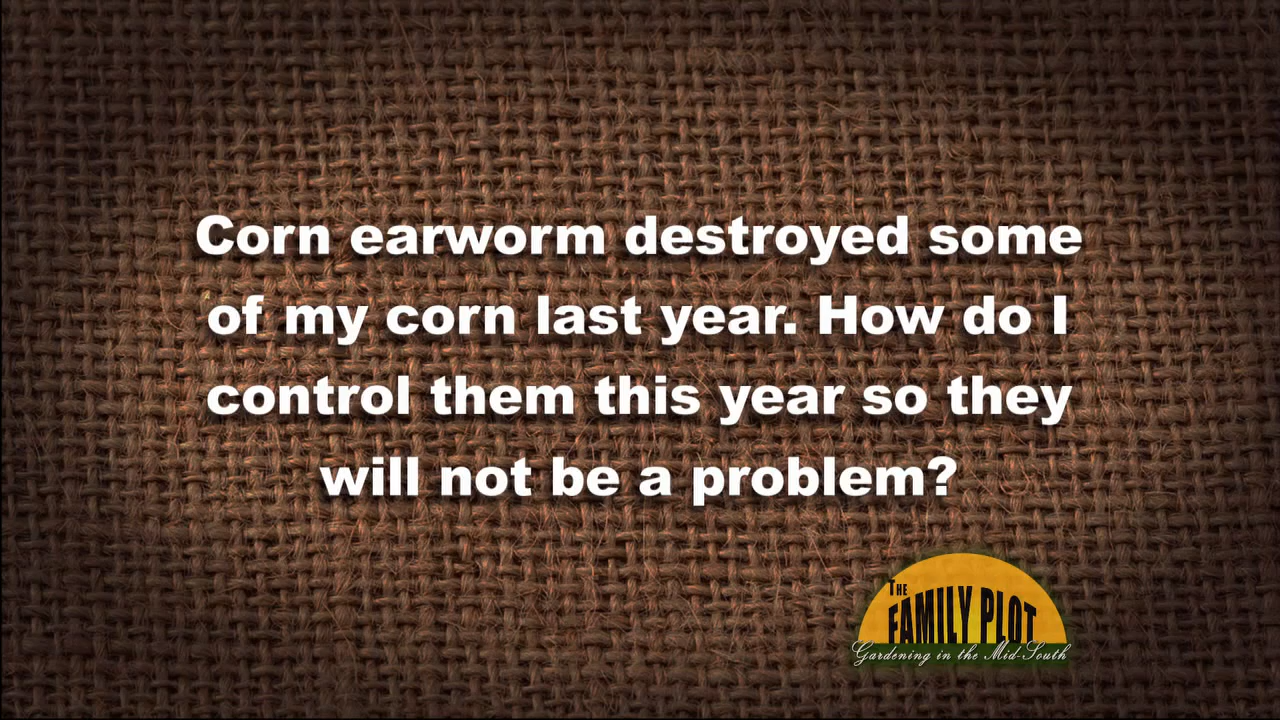 Corn earworm destroyed some
of my corn last year. How do I
control them this year so they
will not be a problem?
THE
FAMILY PLOT
Gardening in the Mid-South